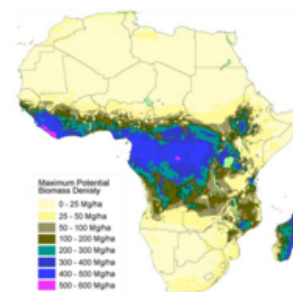 Maximum Potential
Biomass Denisty
0 - 25 Mg/ha
25 - 50 Mg/ha
50 - 100 Mg/ha
100 - 200 Mg/ha
200 - 300 Mg/ha
300 - 400 Mg/ha
400 - 500 Mg/ha
500 - 600 Mg/ha